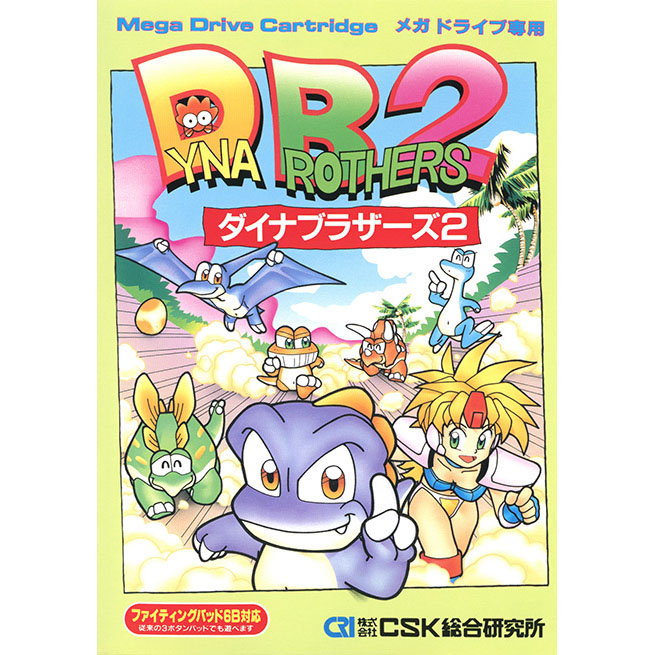 Mega Drive Cartridge メガドライブ専用
DYNA BROTHERS 2
ダイナブラザーズ2
ファイティングパッド6B対応
従来の3ボタンパッドでも遊べます
CRI 株式会社 CSK総合研究所